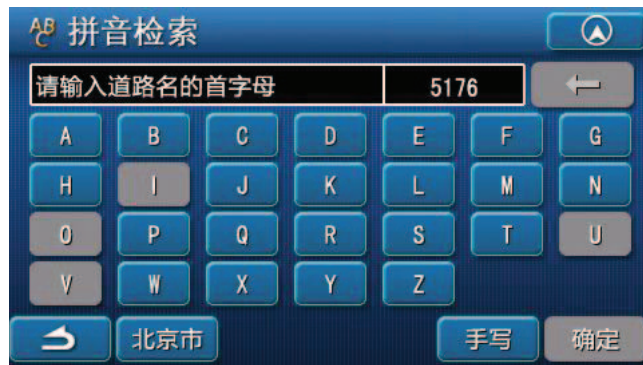 ABC 拼音检索
请输入道路名的首字母 5176
A B C D E F G
H I J K L M N
O P Q R S T U
V W X Y Z
北京市 手写 确定